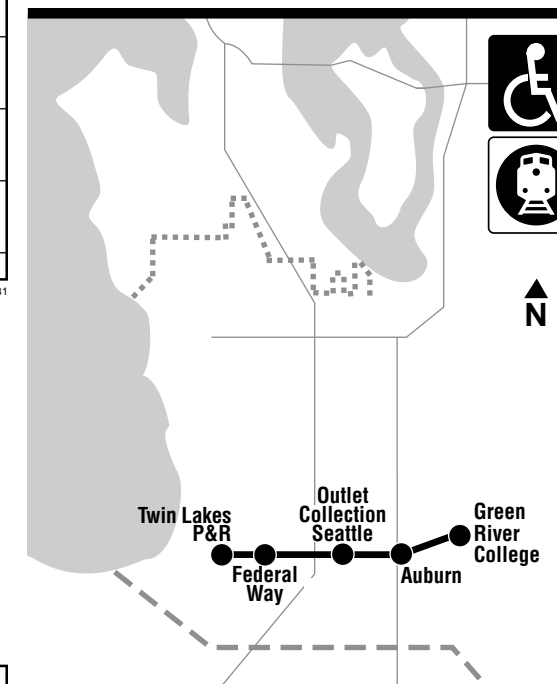 N
Twin Lakes
P&R
Federal
Way
Outlet
Collection
Seattle
Auburn
Green
River
College